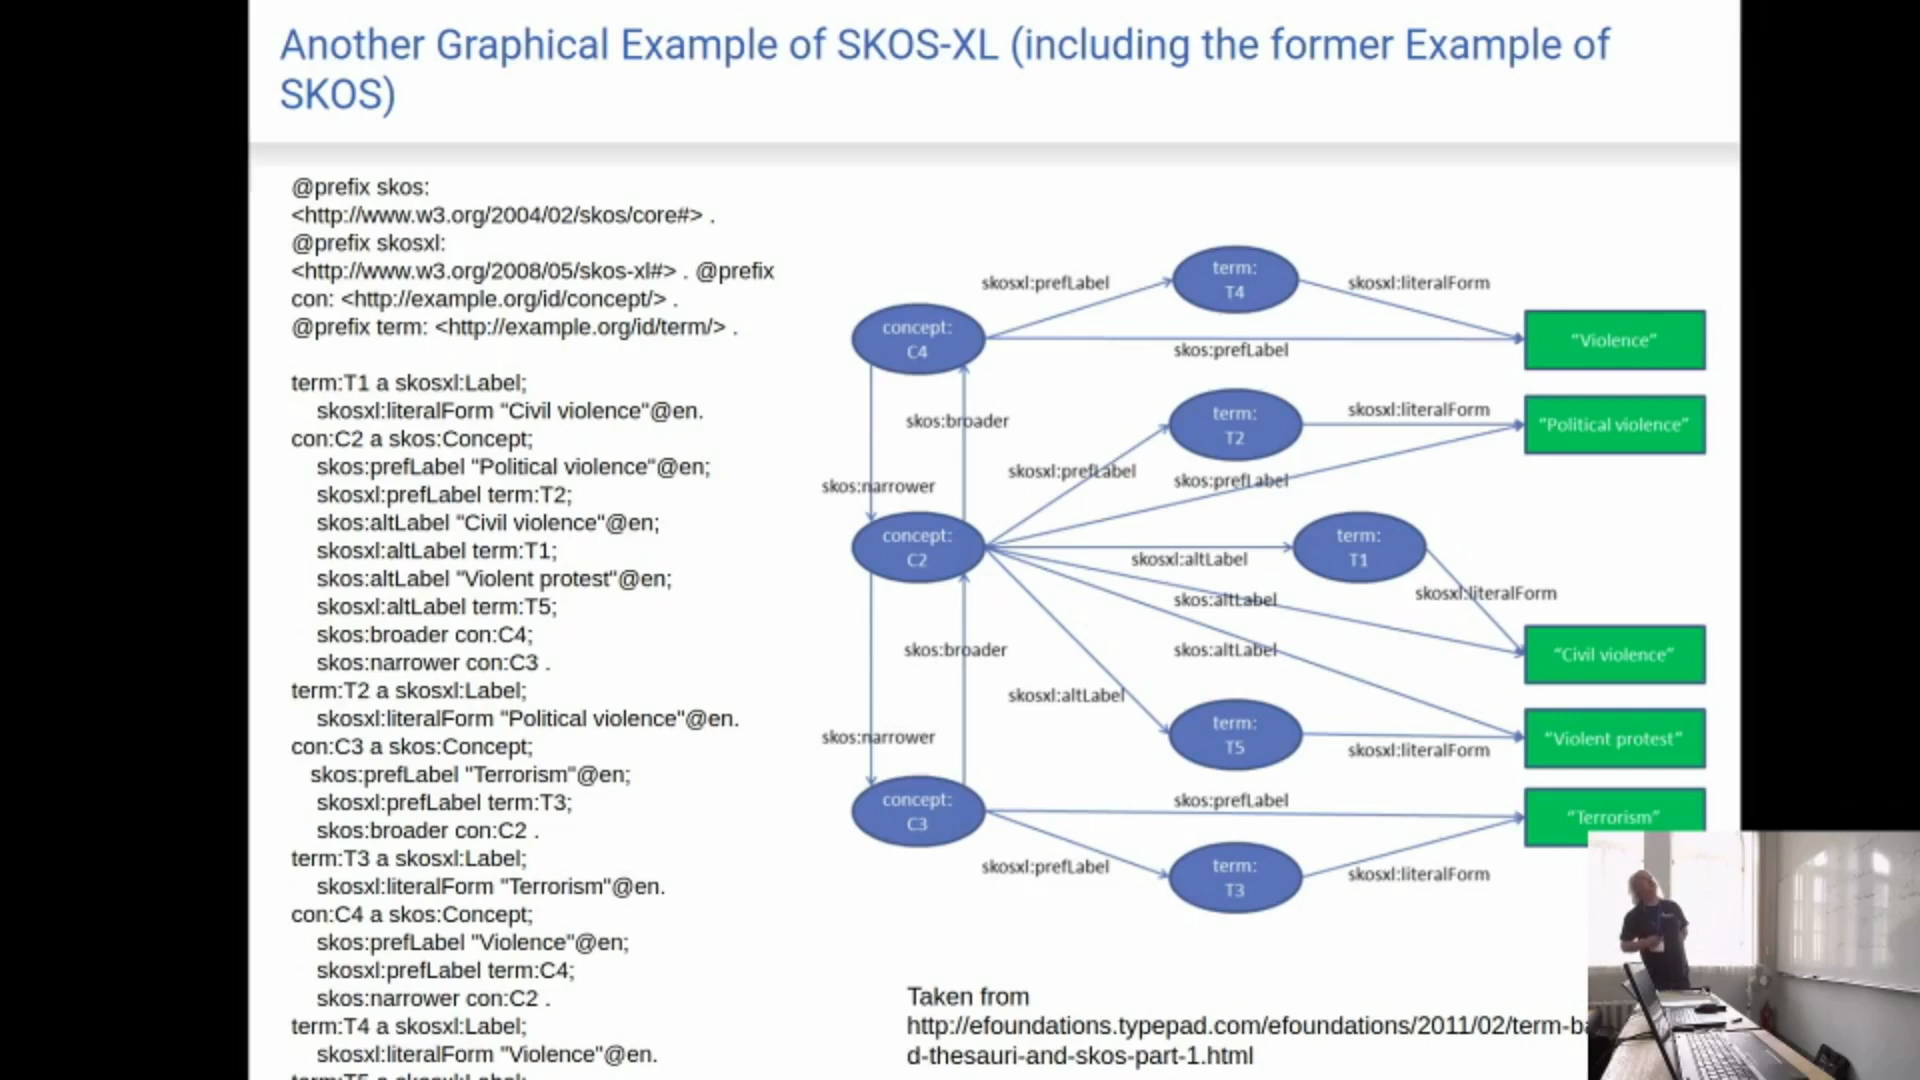 Another Graphical Example of SKOS-XL (including the former Example of
SKOS)
@prefix skos:
<http://www.w3.org/2004/02/skos/core#> .
@prefix skosxl:
<http://www.w3.org/2008/05/skos-xl#> . @prefix
con: <http://example.org/id/concept/> .
@prefix term: <http://example.org/id/term/> .
term:T1 a skosxl:Label;
skosxl:literalForm "Civil violence"@en.
con:C2 a skos:Concept;
skos:prefLabel "Political violence"@en;
skosxl:prefLabel term:T2;
skos:altLabel "Civil violence"@en;
skosxl:altLabel term:T1;
skos:altLabel "Violent protest"@en;
skosxl:altLabel term:T5;
skos:broader con:C4;
skos:narrower con:C3 .
term:T2 a skosxl:Label;
skosxl:literalForm "Political violence"@en.
con:C3 a skos:Concept;
skos:prefLabel "Terrorism"@en;
skosxl:prefLabel term:T3;
skos:broader con:C2 .
term:T3 a skosxl:Label;
skosxl:literalForm "Terrorism"@en.
con:C4 a skos:Concept;
skos:prefLabel "Violence"@en;
skosxl:prefLabel term:C4;
skos:narrower con:C2 .
term:T4 a skosxl:Label;
skosxl:literalForm "Violence"@en.
term:T5 a skosxl:Label;
term:
T4
skosxl:prefLabel
skosxl:literalForm
concept:
C4
"Violence"
skos:prefLabel
skos:broader
term:
T2
skosxl:literalForm
"Political violence"
skosxl:prefLabel
skos:prefLabel
skos:narrower
concept:
C2
term:
T1
skosxl:altLabel
skosxl:literalForm
skos:altLabel
skos:broader
skos:altLabel
"Civil violence"
skosxl:altLabel
term:
T5
skos:narrower
skosxl:literalForm
"Violent protest"
concept:
C3
skos:prefLabel
"Terrorism"
skosxl:prefLabel
term:
T3
skosxl:literalForm
Taken from
http://efoundations.typepad.com/efoundations/2011/02/term-ba
d-thesauri-and-skos-part-1.html